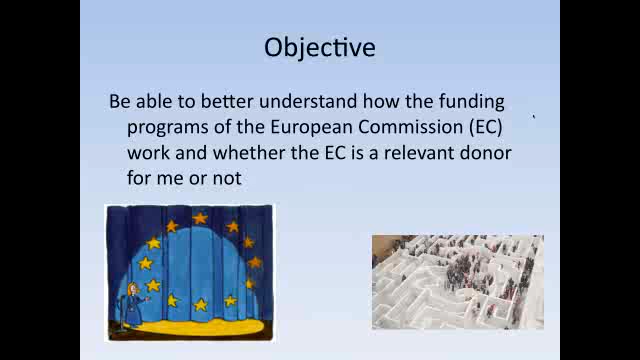 Objective
Be able to better understand how the funding
programs of the European Commission (EC)
work and whether the EC is a relevant donor
for me or not